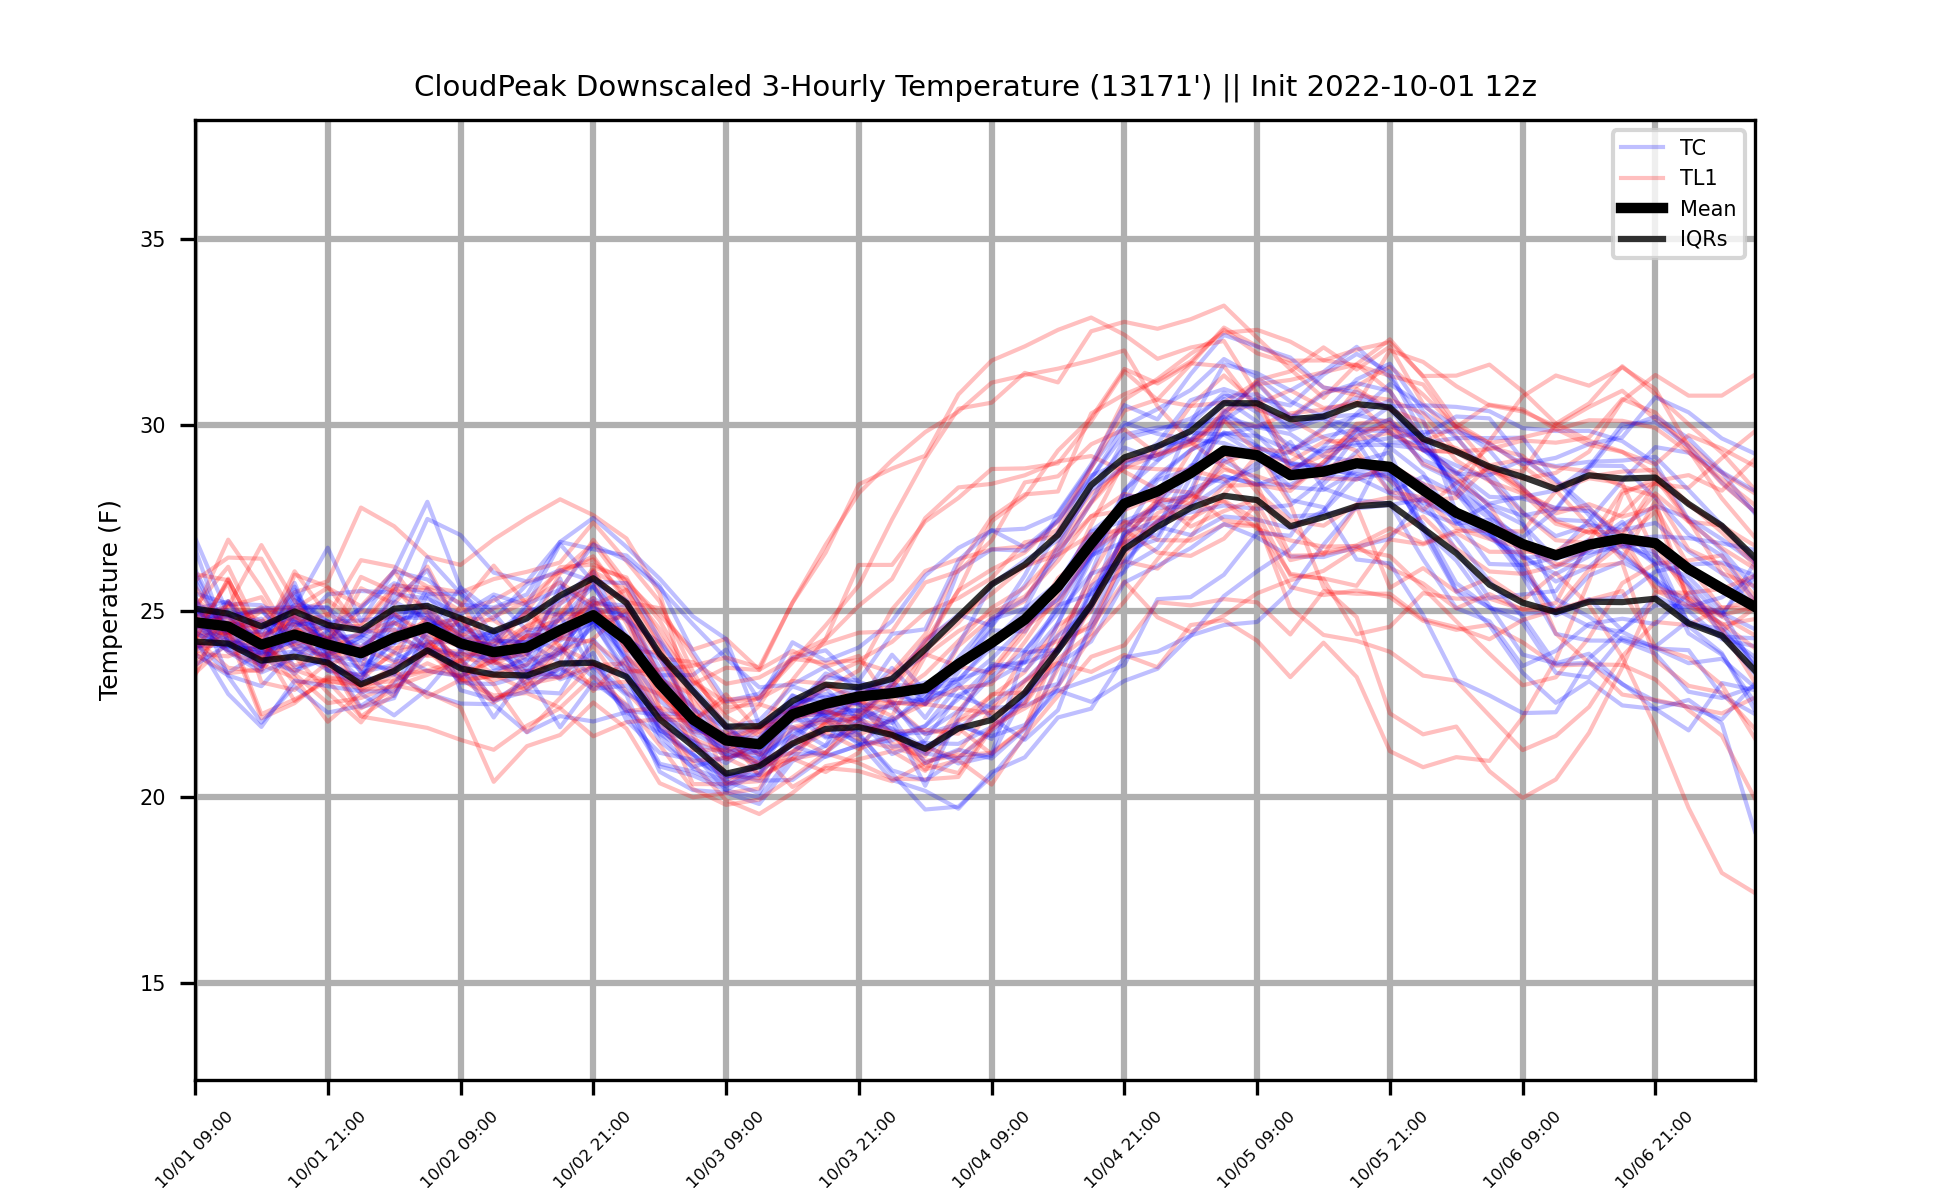 CloudPeak Downscaled 3-Hourly Temperature (13171') || Init 2022-10-01 12z
TC
TL1
Mean
IQRs
Temperature (F)
35
30
25
20
15
10/01 09:00
10/01 21:00
10/02 09:00
10/02 21:00
10/03 09:00
10/03 21:00
10/04 09:00
10/04 21:00
10/05 09:00
10/05 21:00
10/06 09:00
10/06 21:00